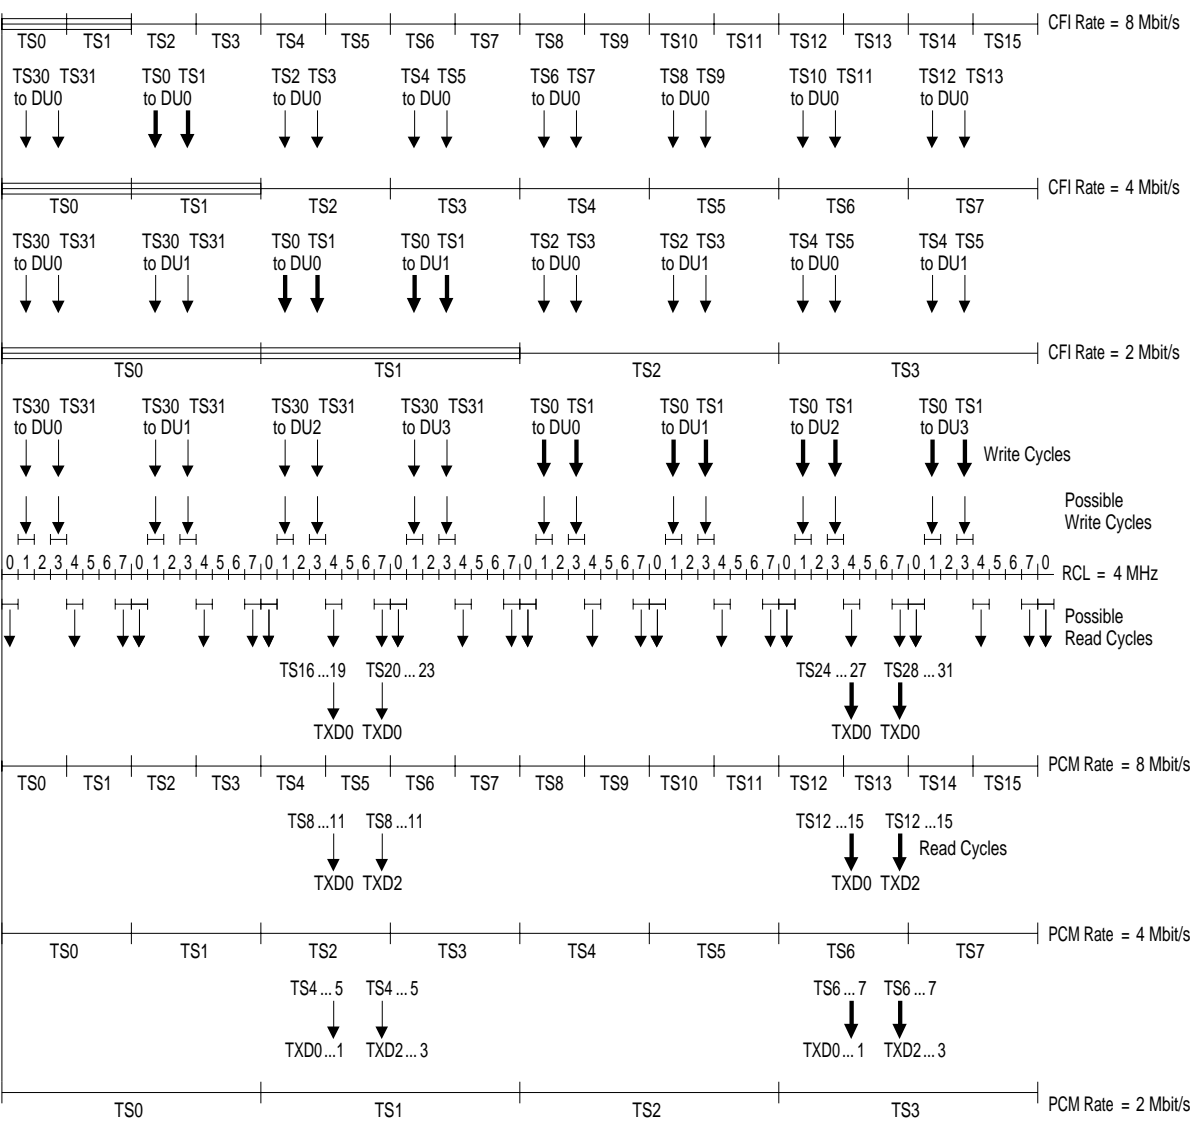 CFI Rate = 8 Mbit/s
TS0 TS1 TS2 TS3 TS4 TS5 TS6 TS7 TS8 TS9 TS10 TS11 TS12 TS13 TS14 TS15
TS30 TS31 TS0 TS1 TS2 TS3 TS4 TS5 TS6 TS7 TS8 TS9 TS10 TS11 TS12 TS13
to DU0 to DU0 to DU0 to DU0 to DU0 to DU0 to DU0 to DU0
CFI Rate = 4 Mbit/s
TS0 TS1 TS2 TS3 TS4 TS5 TS6 TS7
TS30 TS31 TS30 TS31 TS0 TS1 TS0 TS1 TS2 TS3 TS2 TS3 TS4 TS5 TS4 TS5
to DU0 to DU1 to DU0 to DU1 to DU0 to DU1 to DU0 to DU1
CFI Rate = 2 Mbit/s
TS0 TS1 TS2 TS3
TS30 TS31 TS30 TS31 TS30 TS31 TS30 TS31 TS0 TS1 TS0 TS1 TS0 TS1 TS0 TS1
to DU0 to DU1 to DU2 to DU3 to DU0 to DU1 to DU2 to DU3
Write Cycles
Possible
Write Cycles
0 1 2 3 4 5 6 7 0 1 2 3 4 5 6 7 0 1 2 3 4 5 6 7 0 1 2 3 4 5 6 7 0 1 2 3 4 5 6 7 0 1 2 3 4 5 6 7 0 1 2 3 4 5 6 7 0 1 2 3 4 5 6 7 0
RCL = 4 MHz
Possible
Read Cycles
TS16 ... 19 TS20 ... 23 TS24 ... 27 TS28 ... 31
TXD0 TXD0 TXD0 TXD0
PCM Rate = 8 Mbit/s
TS0 TS1 TS2 TS3 TS4 TS5 TS6 TS7 TS8 TS9 TS10 TS11 TS12 TS13 TS14 TS15
TS8 ... 11 TS8 ... 11 TS12 ... 15 TS12 ... 15
Read Cycles
TXD0 TXD2 TXD0 TXD2
PCM Rate = 4 Mbit/s
TS0 TS1 TS2 TS3 TS4 TS5 TS6 TS7
TS4 ... 5 TS4 ... 5 TS6 ... 7 TS6 ... 7
TXD0 ... 1 TXD2 ... 3 TXD0 ... 1 TXD2 ... 3
PCM Rate = 2 Mbit/s
TS0 TS1 TS2 TS3